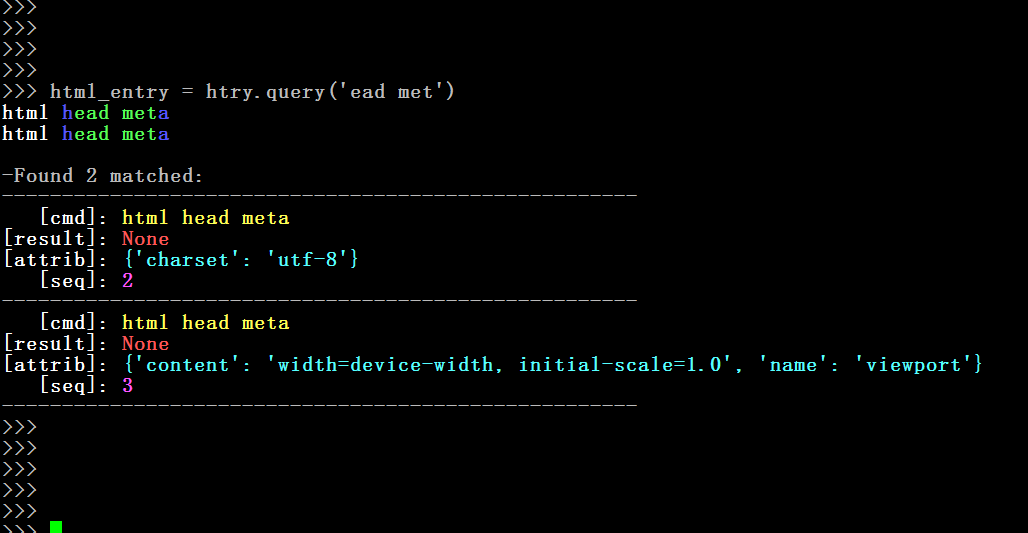 >>>
>>>
>>>
>>>
>>> html_entry = htry.query('ead met')
html head meta
html head meta
-Found 2 matched:
-----------------------------------------------------
[cmd]: html head meta
[result]: None
[attrib]: {'charset': 'utf-8'}
[seq]: 2
-----------------------------------------------------
[cmd]: html head meta
[result]: None
[attrib]: {'content': 'width=device-width, initial-scale=1.0', 'name': 'viewport'}
[seq]: 3
-----------------------------------------------------
>>>
>>>
>>>
>>>
>>>
>>>